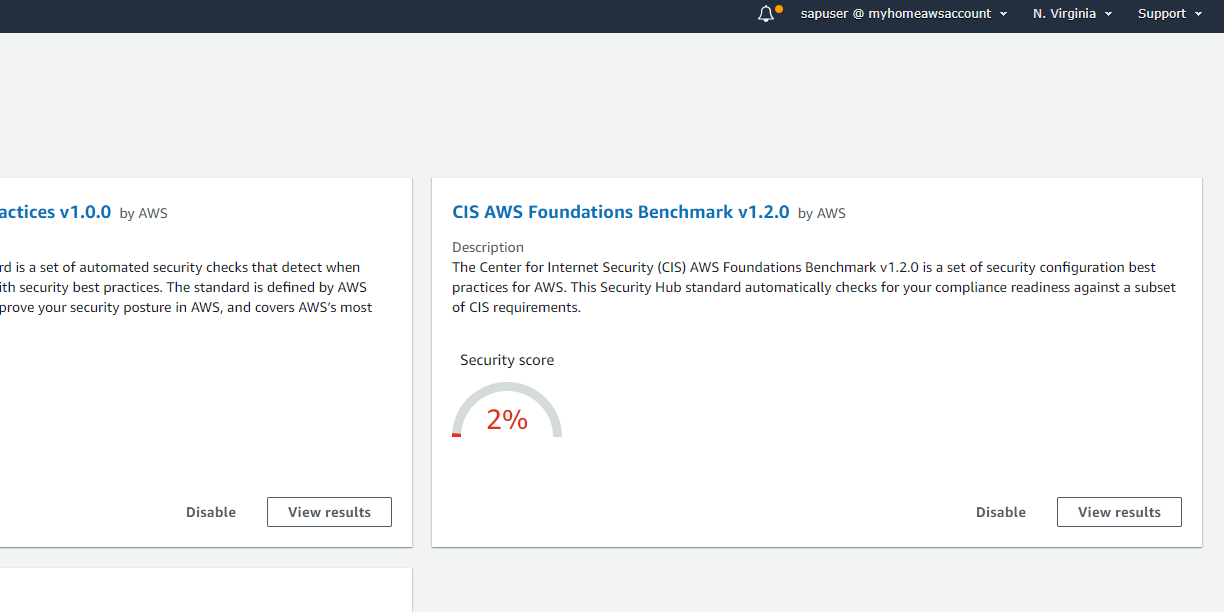 sapuser @ myhomeawsaccount N. Virginia Support
actices v1.0.0 by AWS
rd is a set of automated security checks that detect when
ith security best practices. The standard is defined by AWS
prove your security posture in AWS, and covers AWS's most
Disable View results
CIS AWS Foundations Benchmark v1.2.0 by AWS
Description
The Center for Internet Security (CIS) AWS Foundations Benchmark v1.2.0 is a set of security configuration best
practices for AWS. This Security Hub standard automatically checks for your compliance readiness against a subset
of CIS requirements.
Security score
2%
Disable View results